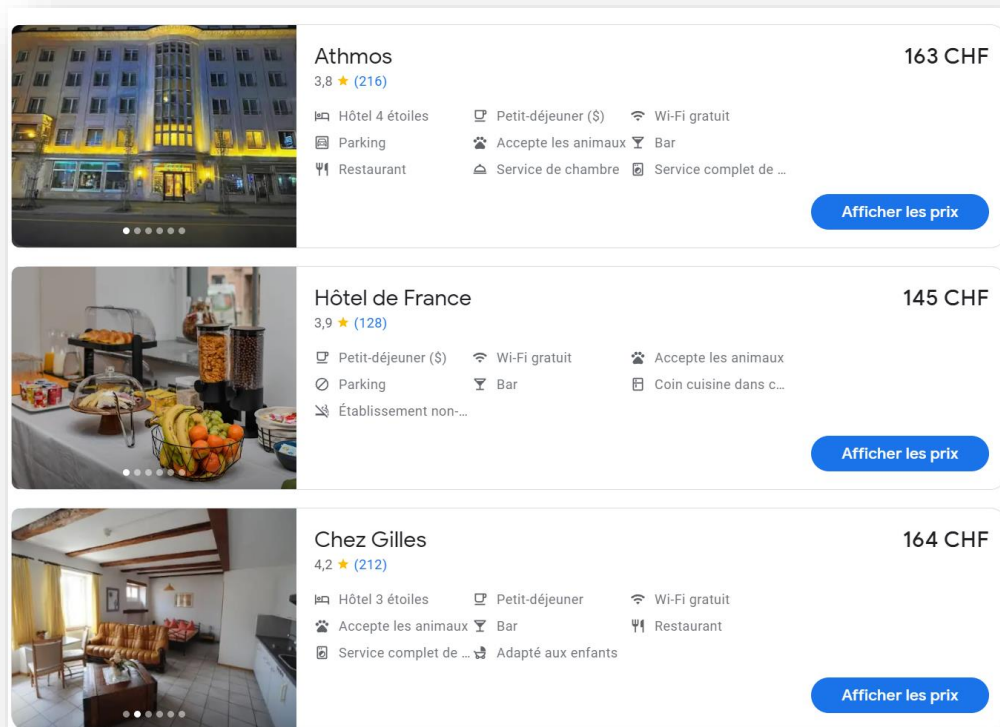 Athmos
163 CHF
3,8 ★ (216)
Hôtel 4 étoiles Petit-déjeuner ($) Wi-Fi gratuit
Parking Accepte les animaux Bar
Restaurant Service de chambre Service complet de ...
Afficher les prix
Hôtel de France
145 CHF
3,9 ★ (128)
Petit-déjeuner ($) Wi-Fi gratuit Accepte les animaux
Parking Bar Coin cuisine dans c...
Établissement non-...
Afficher les prix
Chez Gilles
164 CHF
4,2 ★ (212)
Hôtel 3 étoiles Petit-déjeuner Wi-Fi gratuit
Accepte les animaux Bar Restaurant
Service complet de ... Adapté aux enfants
Afficher les prix